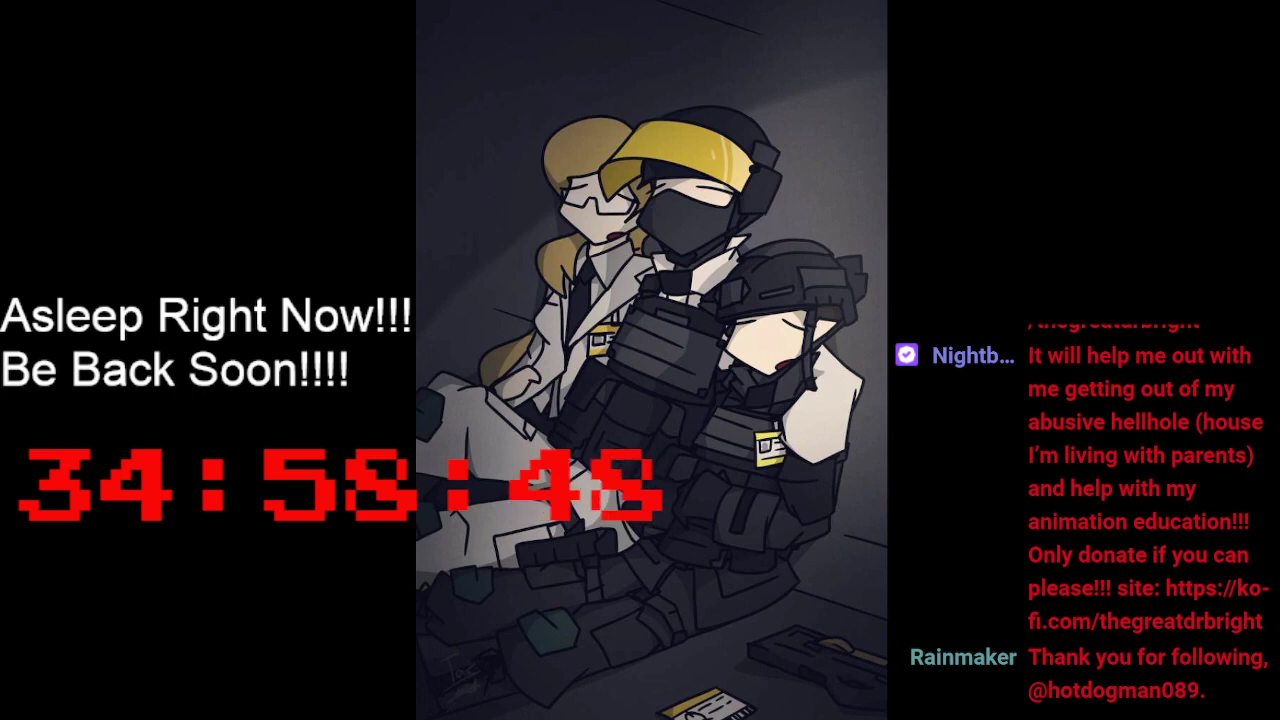 Asleep Right Now!!!
Be Back Soon!!!!
34:58:48
/thegreatdrbright
Nightb... It will help me out with
me getting out of my
abusive hellhole (house
I'm living with parents)
and help with my
animation education!!!
Only donate if you can
please!!! site: https://ko-
fi.com/thegreatdrbright
Rainmaker Thank you for following,
@hotdogman089.